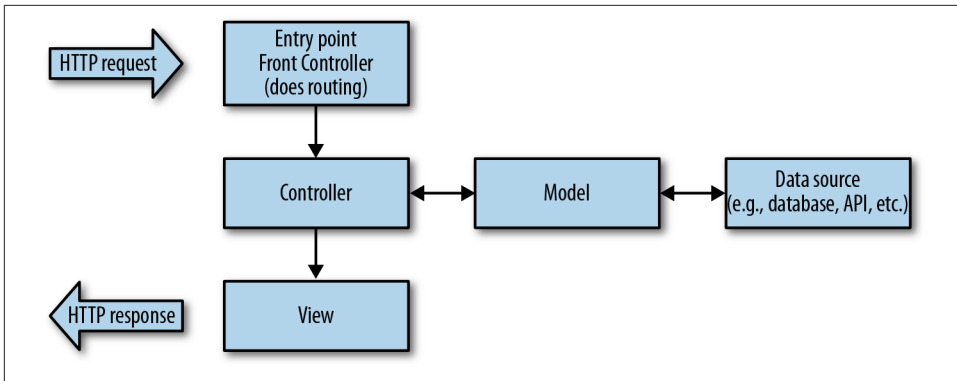 HTTP request
Entry point
Front Controller
(does routing)
Controller
Model
Data source
(e.g., database, API, etc.)
HTTP response
View